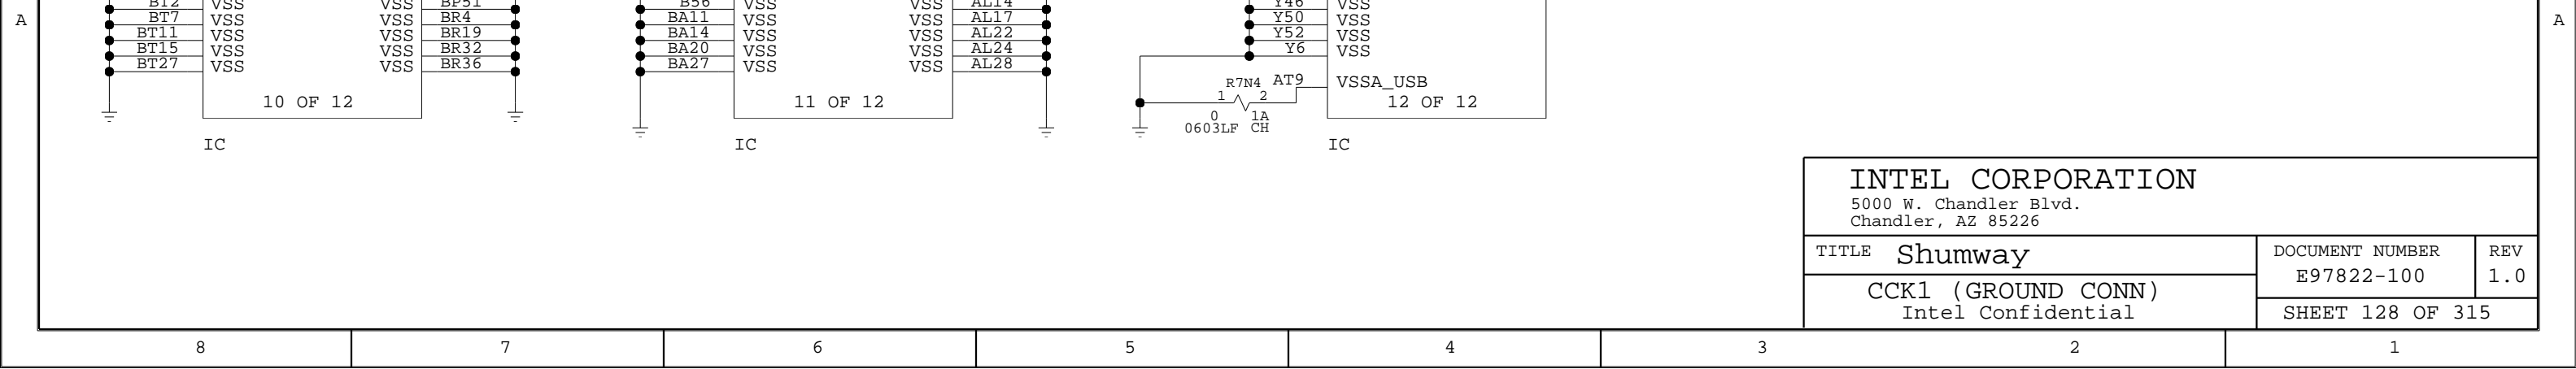 BT2 VSS VSS BP51 B56 VSS VSS AL14 Y46 VSS
A BT7 VSS VSS BR4 BA11 VSS VSS AL17 Y50 VSS A
BT11 VSS VSS BR19 BA14 VSS VSS AL22 Y52 VSS
BT15 VSS VSS BR32 BA20 VSS VSS AL24 Y6 VSS
BT27 VSS VSS BR36 BA27 VSS VSS AL28
R7N4 AT9 VSSA_USB
1 2
10 OF 12 11 OF 12 12 OF 12
0 1A
0603LF CH
IC IC IC
INTEL CORPORATION
5000 W. Chandler Blvd.
Chandler, AZ 85226
TITLE Shumway
DOCUMENT NUMBER
E97822-100
REV
1.0
CCK1 (GROUND CONN)
Intel Confidential
SHEET 128 OF 315
8 7 6 5 4 3 2 1